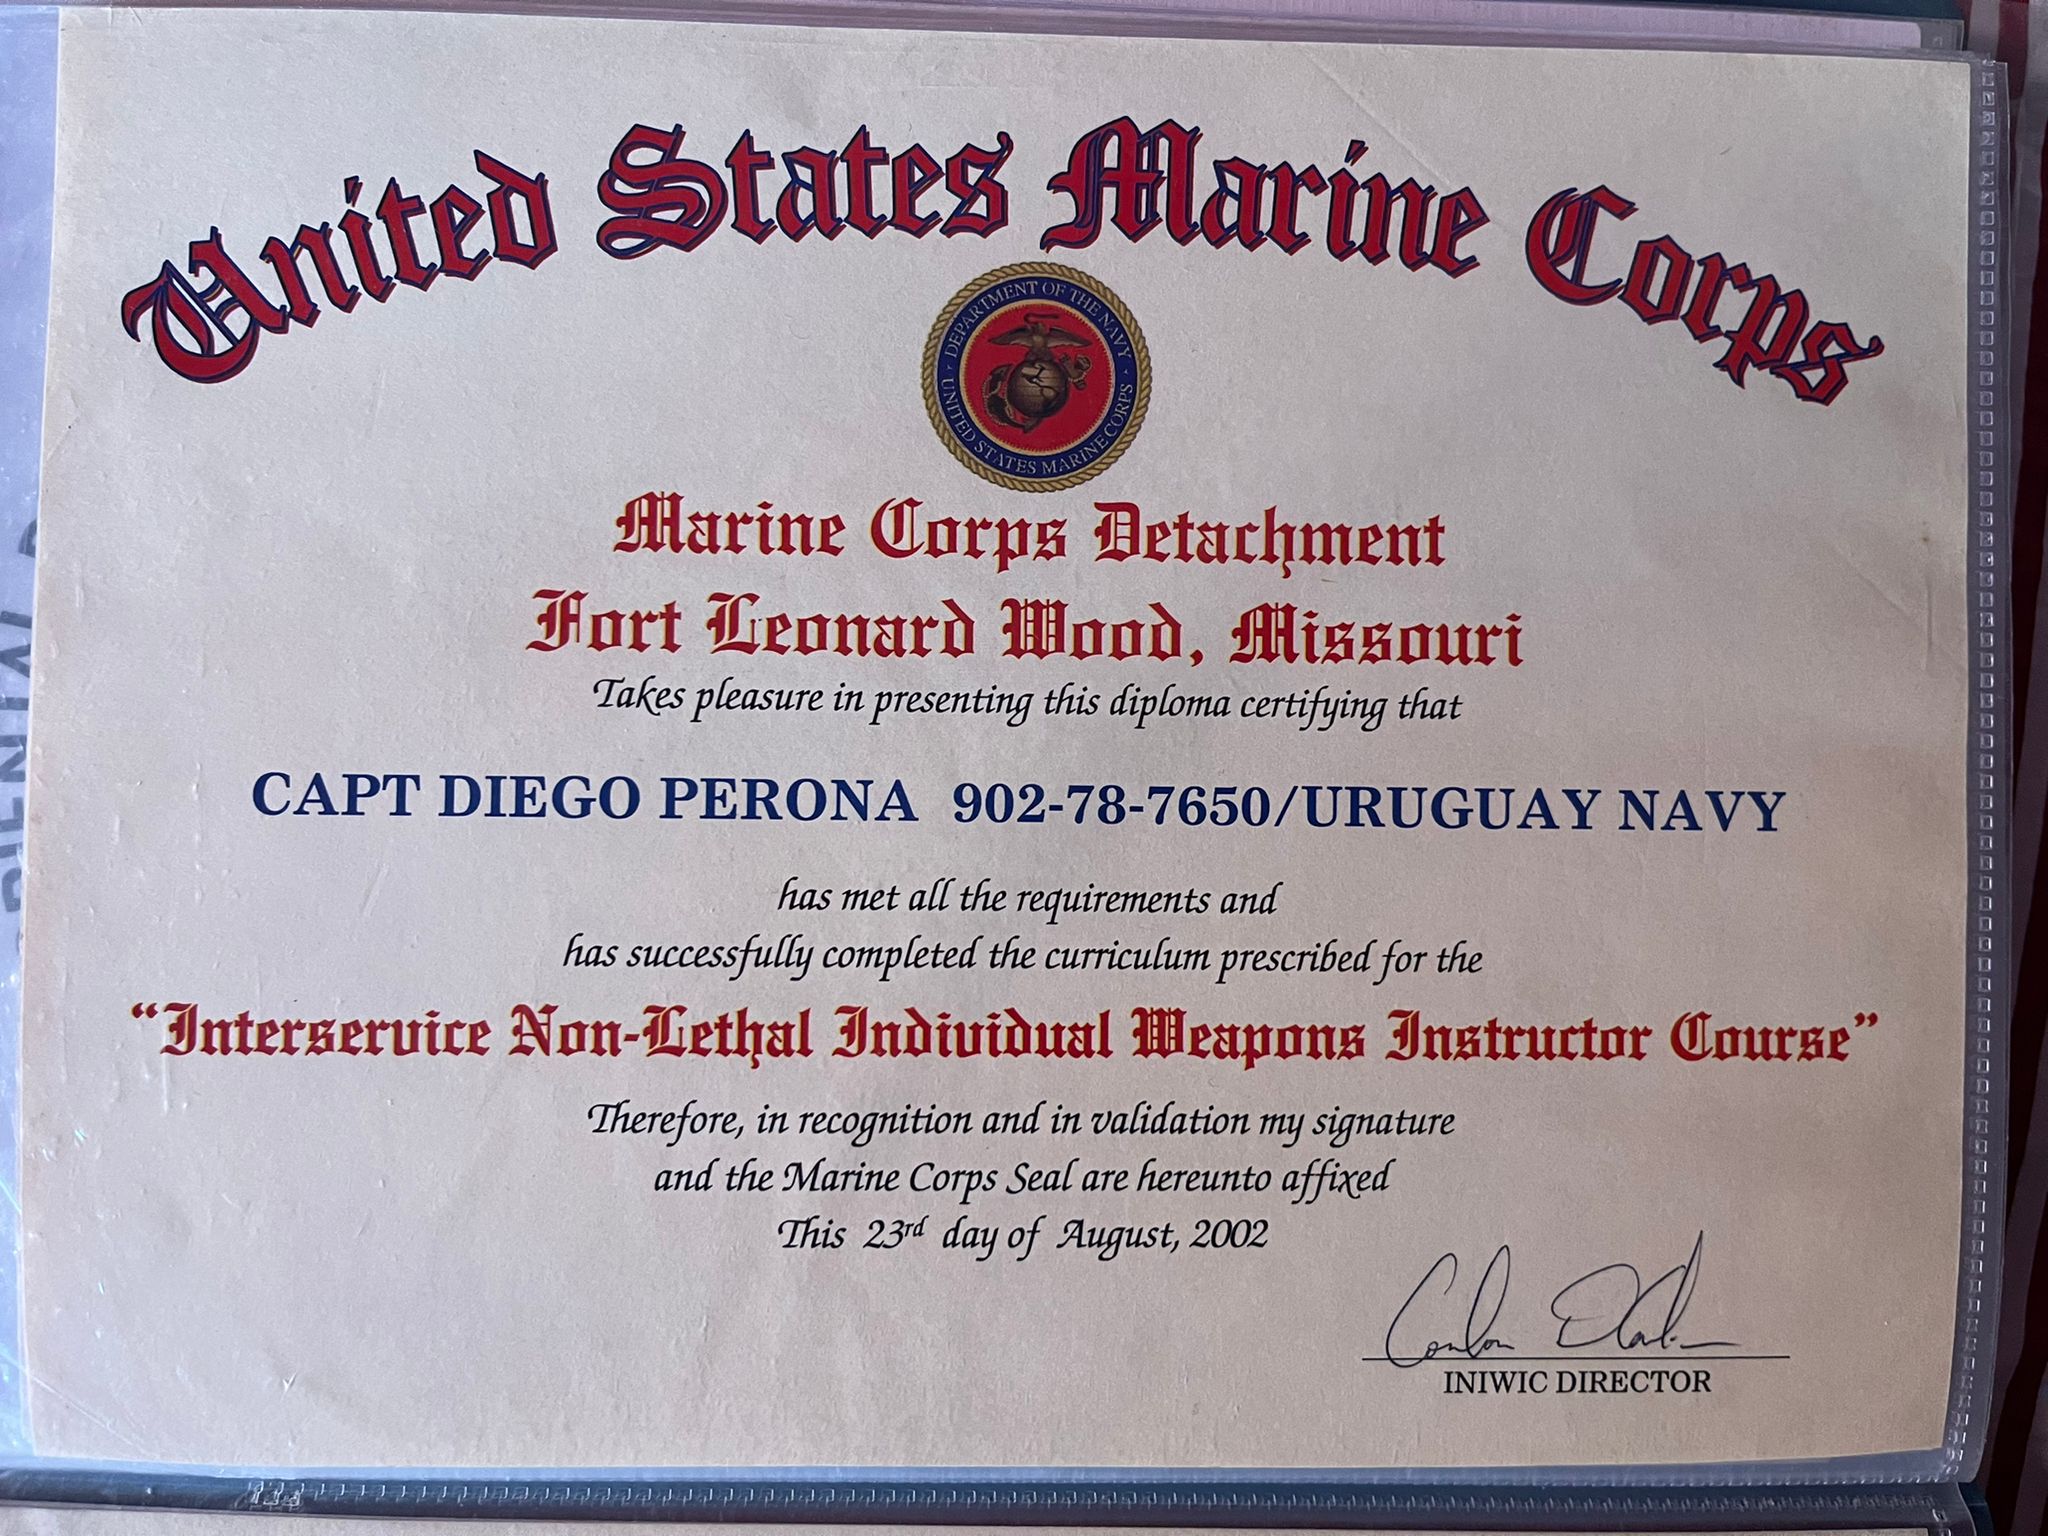 United States Marine Corps
DEPARTMENT OF THE NAVY
UNITED STATES MARINE CORPS
Marine Corps Detachment
Fort Leonard Wood, Missouri
Takes pleasure in presenting this diploma certifying that
CAPT DIEGO PERONA 902-78-7650/URUGUAY NAVY
has met all the requirements and
has successfully completed the curriculum prescribed for the
“Interservice Non-Lethal Individual Weapons Instructor Course”
Therefore, in recognition and in validation my signature
and the Marine Corps Seal are hereunto affixed
This 23rd day of August, 2002
INIWIC DIRECTOR